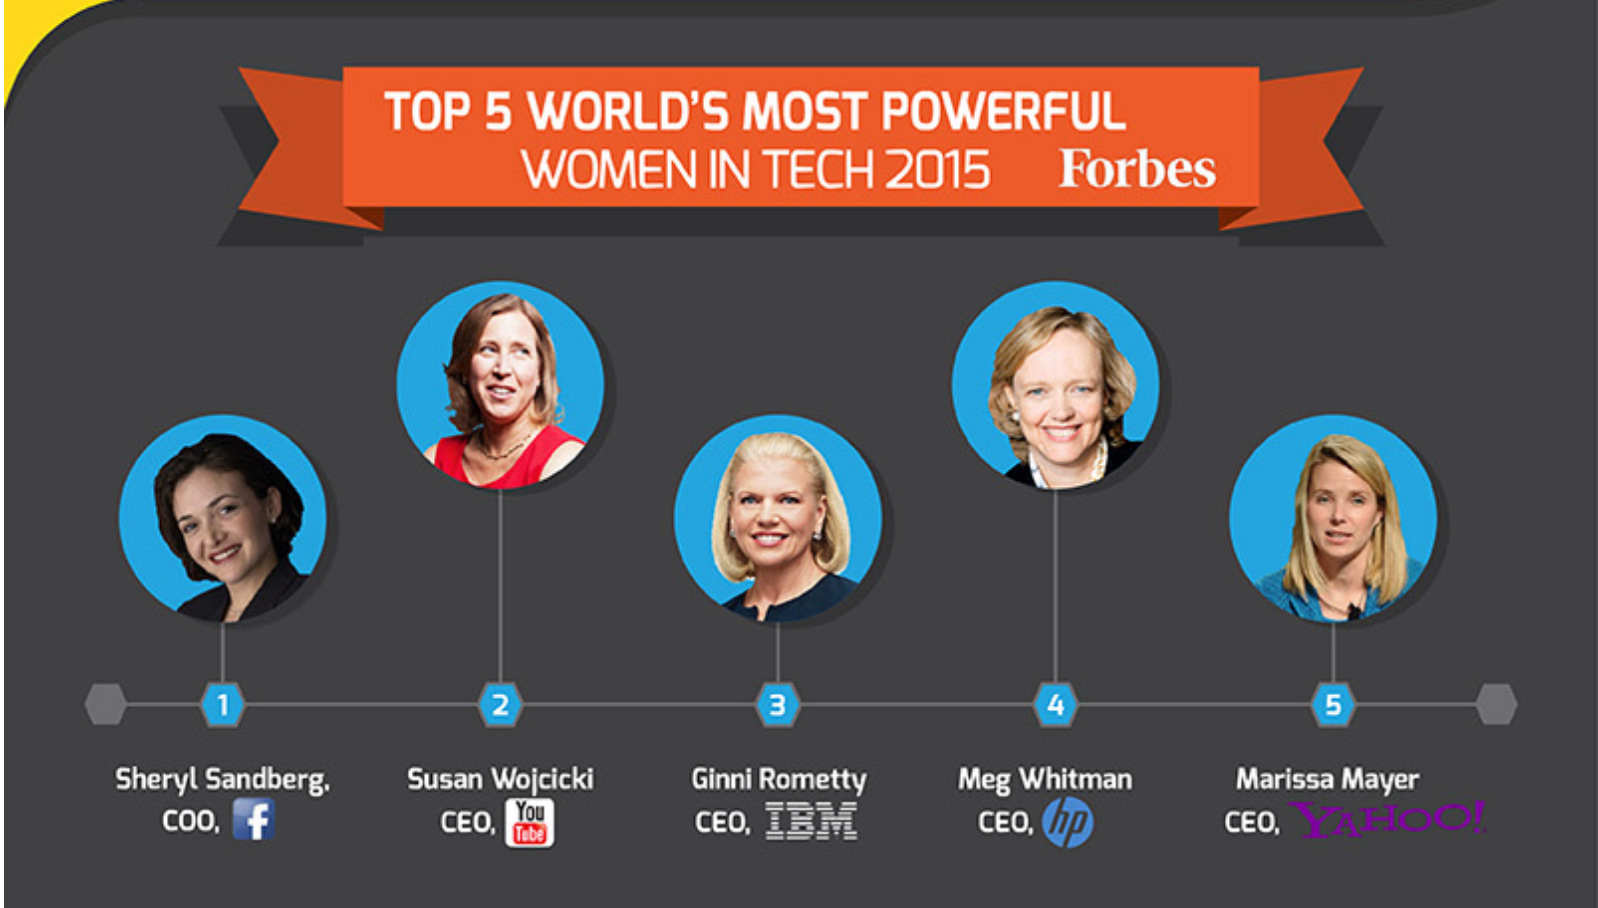 TOP 5 WORLD'S MOST POWERFUL
WOMEN IN TECH 2015 Forbes
1 2 3 4 5
Sheryl Sandberg,
COO, f
Susan Wojcicki
CEO, You Tube
Ginni Rometty
CEO, IBM
Meg Whitman
CEO, hp
Marissa Mayer
CEO, YAHOO!